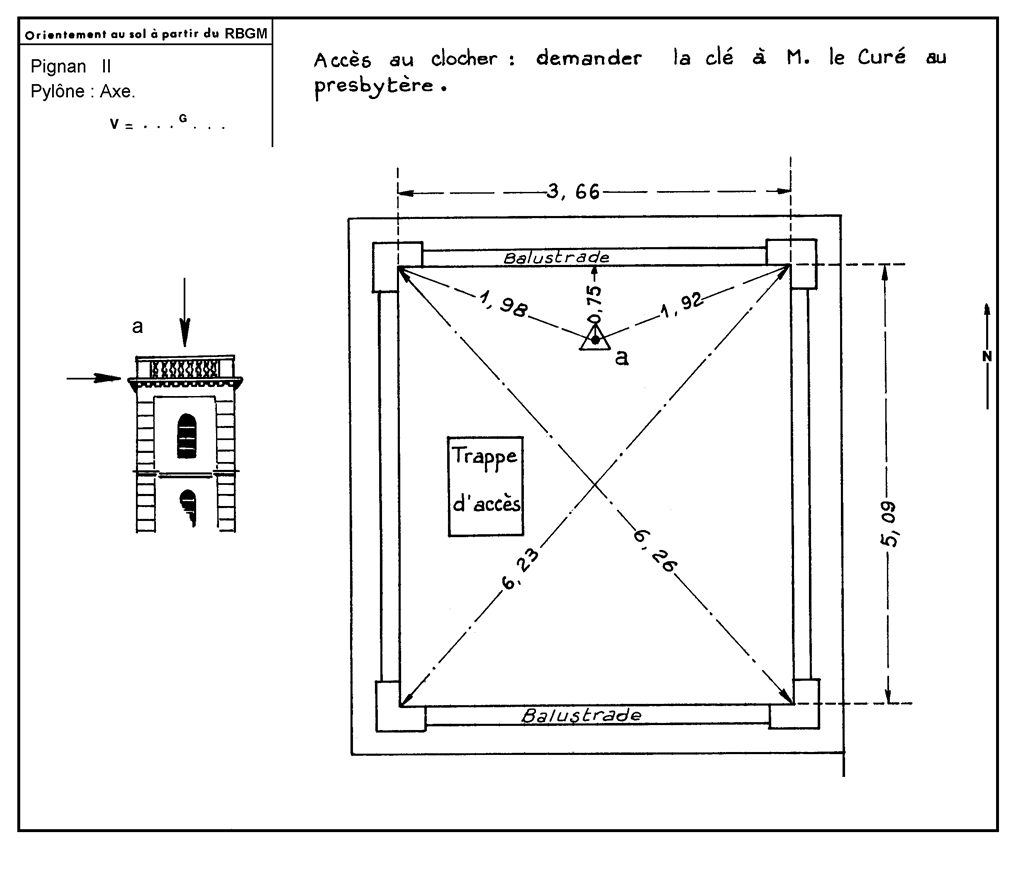 Orientement au sol à partir du RBGM
Pignan II
Pylône : Axe.
V = . . . G . . .
Accès au clocher : demander la clé à M. le Curé au
presbytère .
3, 66
Balustrade
1, 98
0,75
1, 92
a
a
N
Trappe
d'accès
5,09
6, 23
6, 26
Balustrade